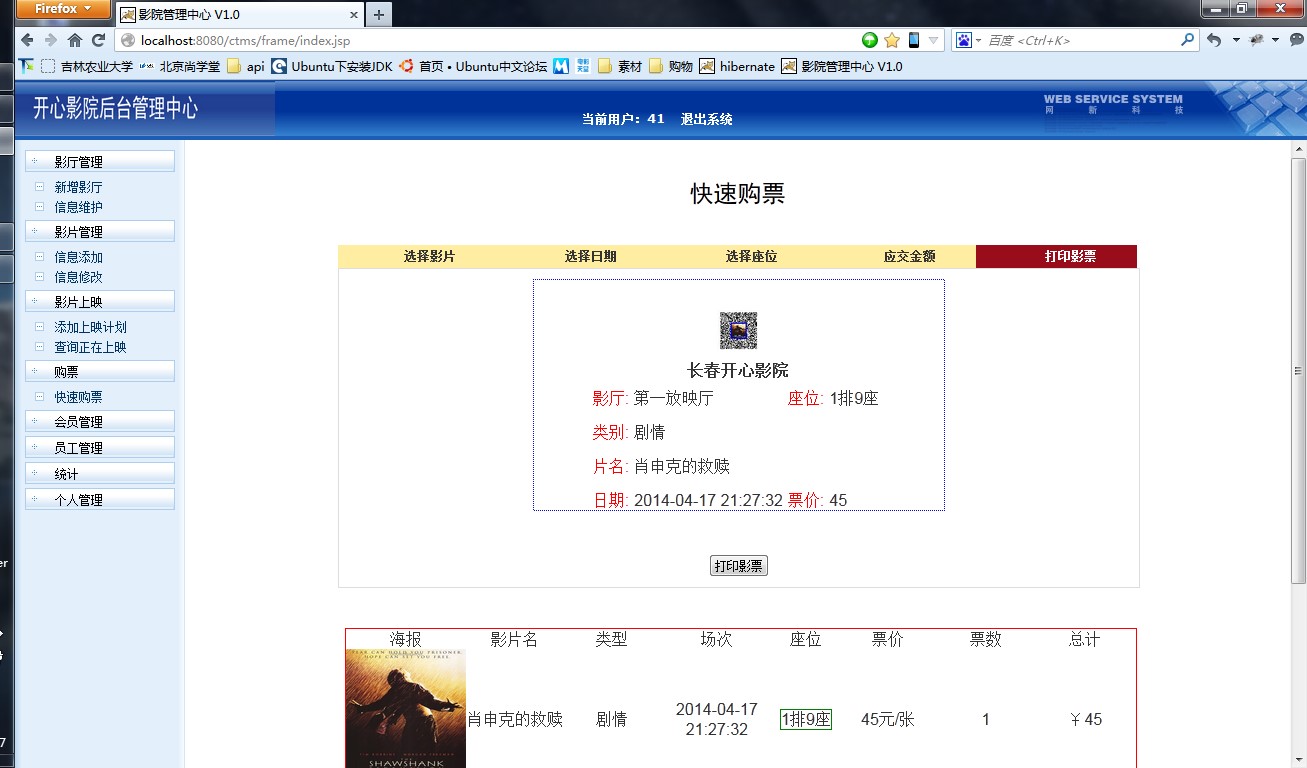 Firefox
影院管理中心 V1.0
localhost:8080/ctms/frame/index.jsp
百度 <Ctrl+K>
吉林农业大学 北京尚学堂 api Ubuntu下安装JDK 首页 • Ubuntu中文论坛 素材 购物 hibernate 影院管理中心 V1.0
开心影院后台管理中心
当前用户：41 退出系统
WEB SERVICE SYSTEM
网 新 科 技
影厅管理
新增影厅
信息维护
影片管理
信息添加
信息修改
影片上映
添加上映计划
查询正在上映
购票
快速购票
会员管理
员工管理
统计
个人管理
快速购票
选择影片 选择日期 选择座位 应交金额 打印影票
长春开心影院
影厅: 第一放映厅 座位: 1排9座
类别: 剧情
片名: 肖申克的救赎
日期: 2014-04-17 21:27:32 票价: 45
打印影票
海报 影片名 类型 场次 座位 票价 票数 总计
FEAR CAN HOLD YOU PRISONER.
HOPE CAN SET YOU FREE.
SHAWSHANK
肖申克的救赎 剧情 2014-04-17 21:27:32 1排9座 45元/张 1 ￥45
er
7